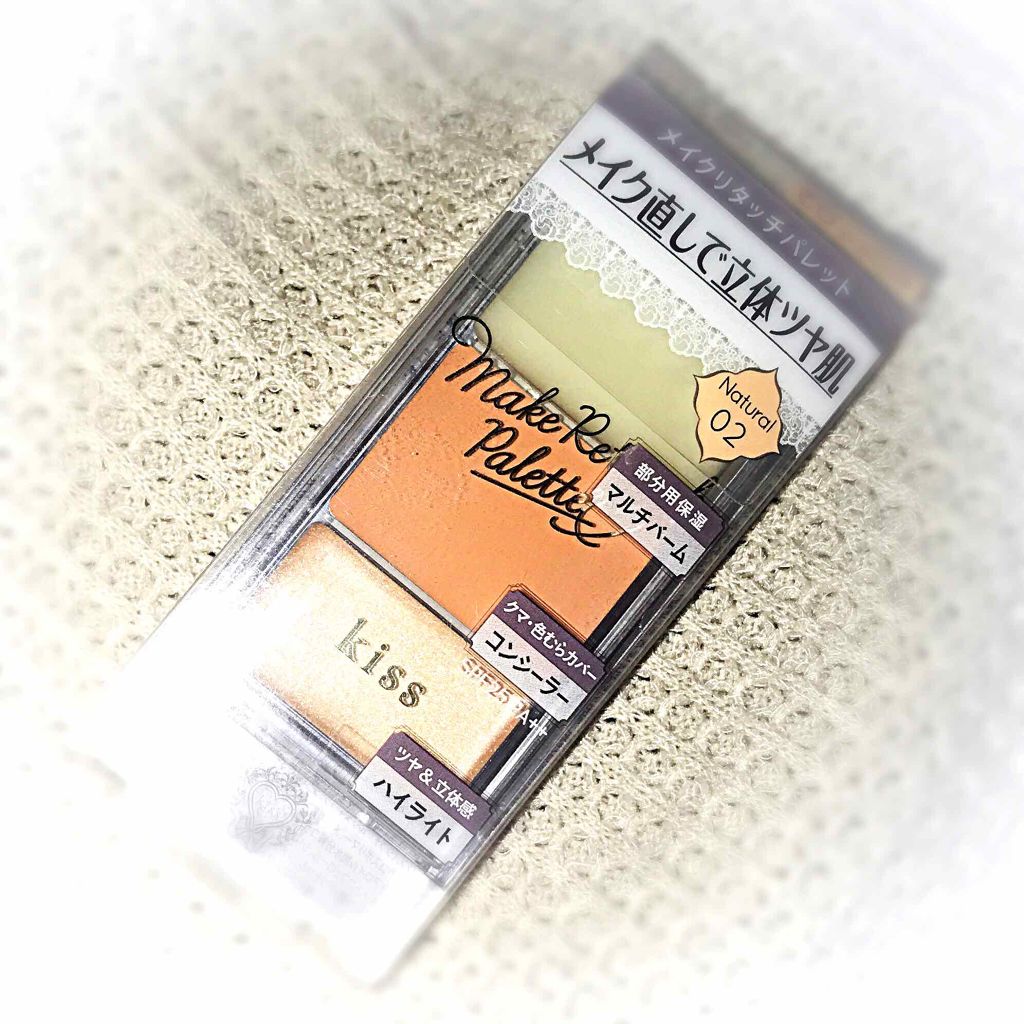 メイクリタッチパレット
メイク直しで立体ツヤ肌
Natural
02
Make Ret
Palette
部分用保湿
マルチバーム
クマ・色むらカバー
コンシーラー
SPF25 PA++
kiss
ツヤ&立体感
ハイライト